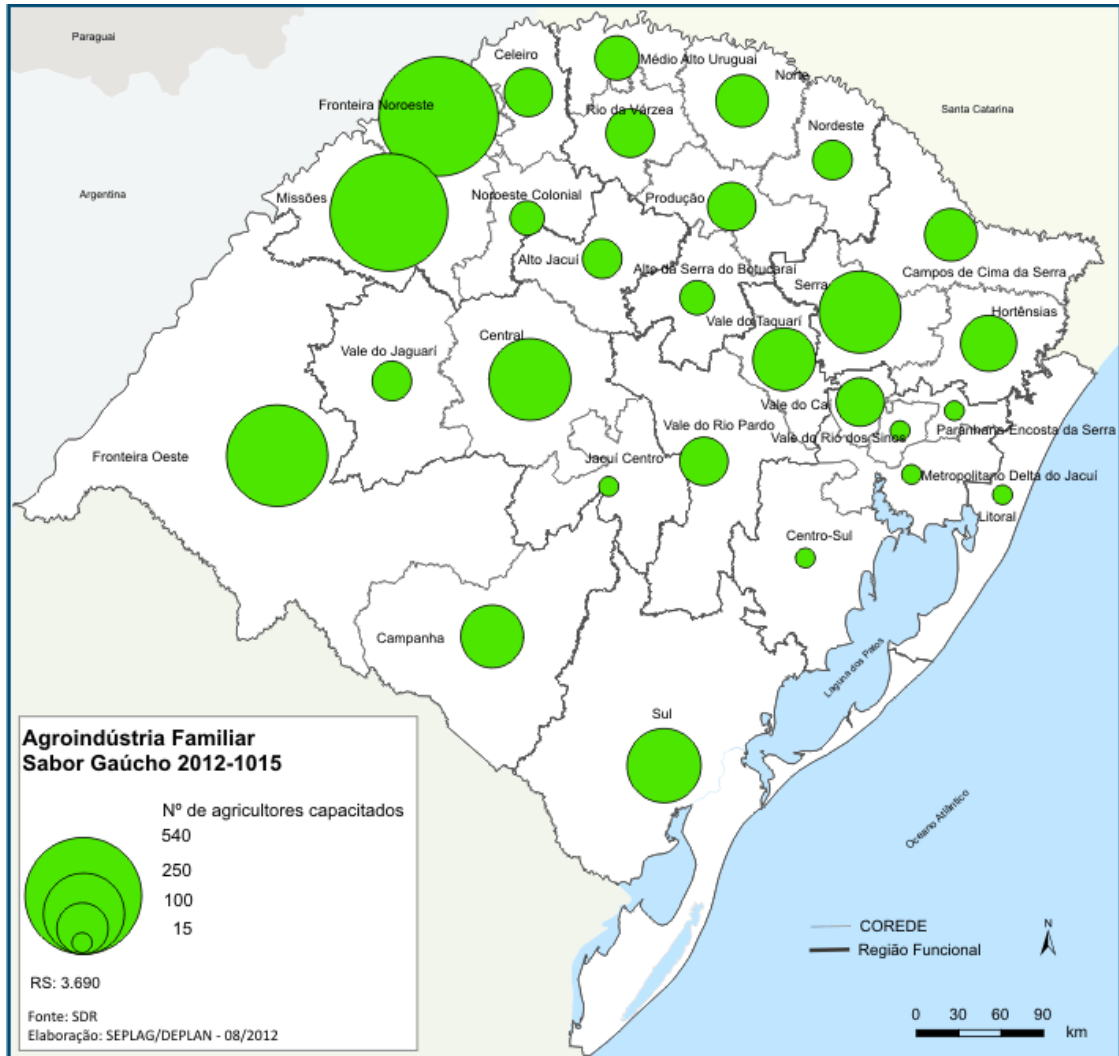 Paraguai
Celeiro
Médio Alto Uruguai
Norte
Fronteira Noroeste
Rio da Várzea
Santa Catarina
Nordeste
Argentina
Missões
Noroeste Colonial
Produção
Alto Jacuí
Alto da Serra do Botucaraí
Campos de Cima da Serra
Serra
Hortênsias
Vale do Taquarí
Central
Vale do Jaguarí
Vale do Caí
Vale do Rio Pardo
Paranhana-Encosta da Serra
Vale do Rio dos Sinos
Fronteira Oeste
Jacuí Centro
Metropolitano Delta do Jacuí
Litoral
Centro-Sul
Campanha
Laguna dos Patos
Sul
Oceano Atlântico
Agroindústria Familiar
Sabor Gaúcho 2012-1015
Nº de agricultores capacitados
540
250
100
15
RS: 3.690
Fonte: SDR
Elaboração: SEPLAG/DEPLAN - 08/2012
COREDE
Região Funcional
N
0 30 60 90
km